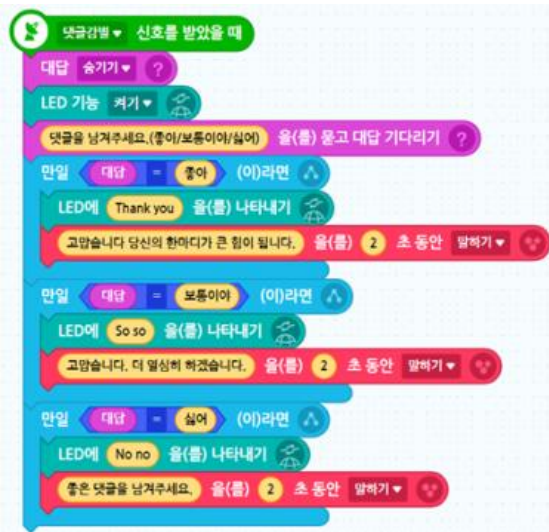 댓글감별 ▼ 신호를 받았을 때
대답 숨기기 ▼ ?
LED 기능 켜기 ▼
댓글을 남겨주세요.(좋아/보통이야/싫어) 을(를) 묻고 대답 기다리기 ?
만일 대답 = 좋아 (이)라면
LED에 Thank you 을(를) 나타내기
고맙습니다 당신의 한마디가 큰 힘이 됩니다. 을(를) 2 초 동안 말하기 ▼
만일 대답 = 보통이야 (이)라면
LED에 So so 을(를) 나타내기
고맙습니다. 더 열심히 하겠습니다. 을(를) 2 초 동안 말하기 ▼
만일 대답 = 싫어 (이)라면
LED에 No no 을(를) 나타내기
좋은 댓글을 남겨주세요. 을(를) 2 초 동안 말하기 ▼